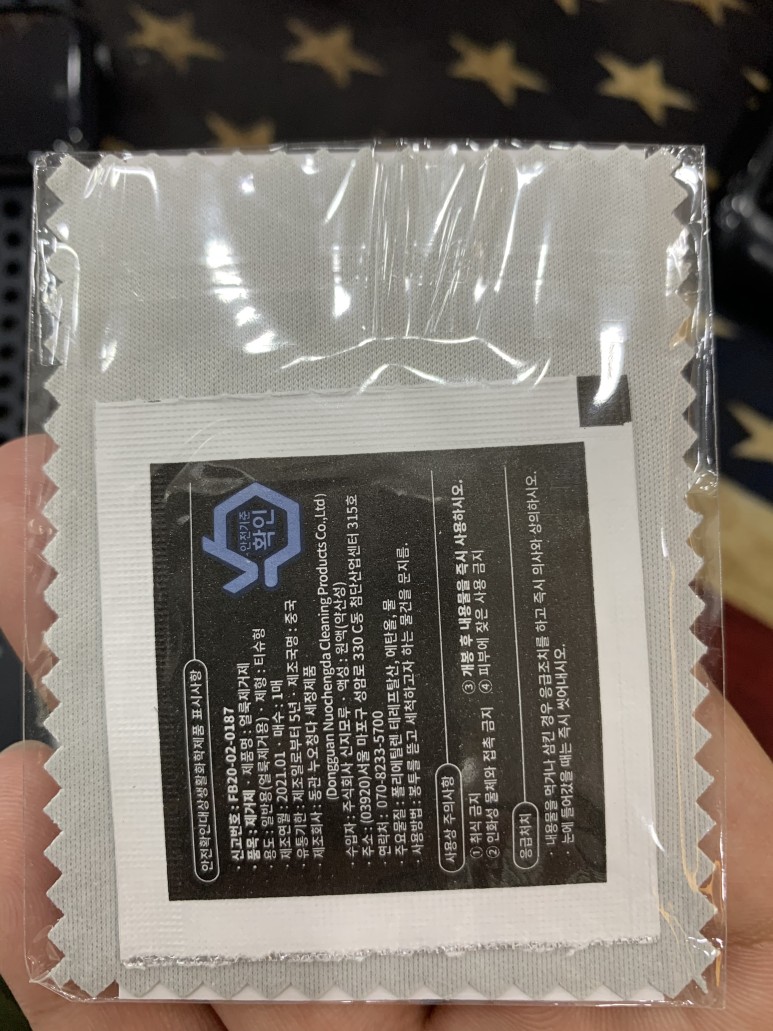 안전확인대상생활화학제품 표시사항
· 신고번호 : FB20-02-0187
· 품목 : 제거제 · 제품명 : 얼룩제거제
· 용도 : 일반용(얼룩제거용) · 제형 : 티슈형
· 제조연월 : 2021.01 · 매수 : 1매
· 유통기한 : 제조일로부터 5년 · 제조국명 : 중국
· 제조회사 : 동관 누오청다 세정제품
(Dongguan Nuochengda Cleaning Products Co.,Ltd)
· 수입자 : 주식회사 신지모루 · 액성 : 원액(약산성)
· 주소 : (03920)서울 마포구 성암로 330 C동 첨단산업센터 315호
· 연락처 : 070-8233-5700
· 주요물질 : 폴리에틸렌 테레프탈산, 에탄올, 물
· 사용방법 : 봉투를 뜯고 세척하고자 하는 물건을 문지름.
안전기준
확인
사용상 주의사항
① 취식 금지 ③ 개봉 후 내용물을 즉시 사용하시오.
② 인화성 물체와 접촉 금지 ④ 피부에 잦은 사용 금지
응급처치
· 내용물을 먹거나 삼킨 경우 응급조치를 하고 즉시 의사와 상의하시오.
· 눈에 들어갔을 때는 즉시 씻어내시오.